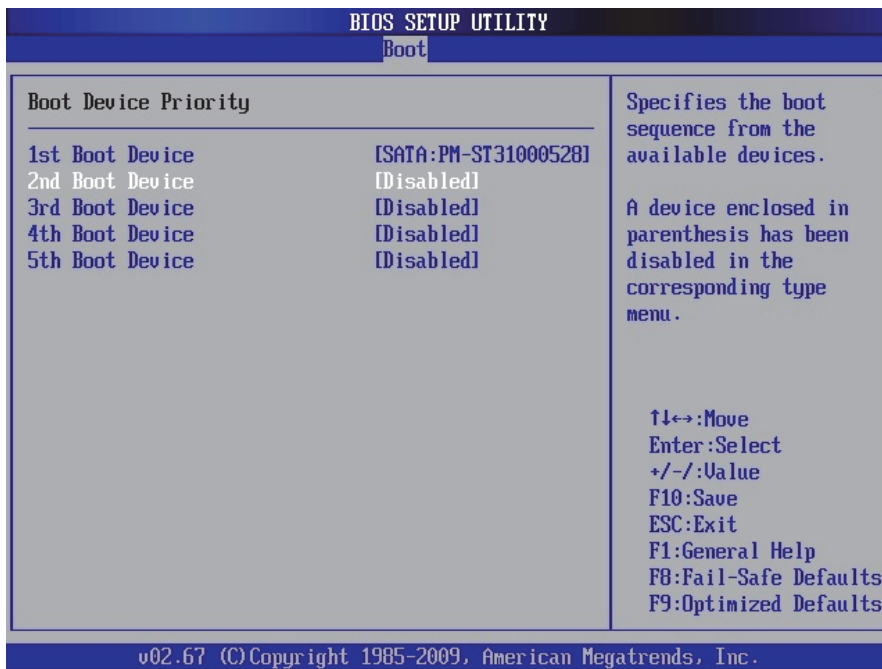 BIOS SETUP UTILITY
Boot
Boot Device Priority
1st Boot Device [SATA:PM-ST31000528]
2nd Boot Device [Disabled]
3rd Boot Device [Disabled]
4th Boot Device [Disabled]
5th Boot Device [Disabled]
Specifies the boot
sequence from the
available devices.
A device enclosed in
parenthesis has been
disabled in the
corresponding type
menu.
↑↓←→:Move
Enter:Select
+/-/:Value
F10:Save
ESC:Exit
F1:General Help
F8:Fail-Safe Defaults
F9:Optimized Defaults
v02.67 (C)Copyright 1985-2009, American Megatrends, Inc.